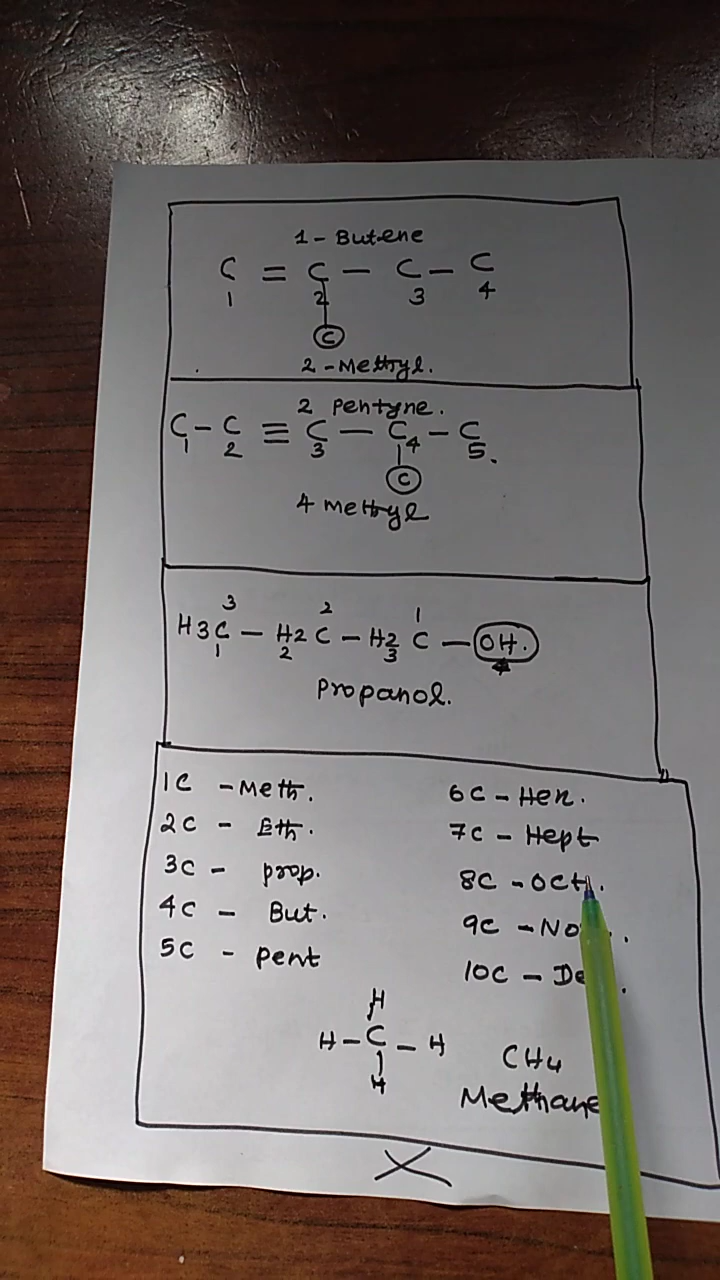 1 - Butene
C = C - C - C
1 2 3 4
C
2 - Methyl.
2 pentyne.
C - C ≡ C - C - C
1 2 3 4 5.
C
4 methyl
3 2 1
H3C - H2C - H2C - OH.
1 2 3 4
propanol.
1C - Meth. 6C - Hex.
2C - Eth. 7C - Hept
3C - prop. 8C - Oct.
4C - But. 9C -
5C - pent 10C -
H
H - C - H
H
CH4
Methane